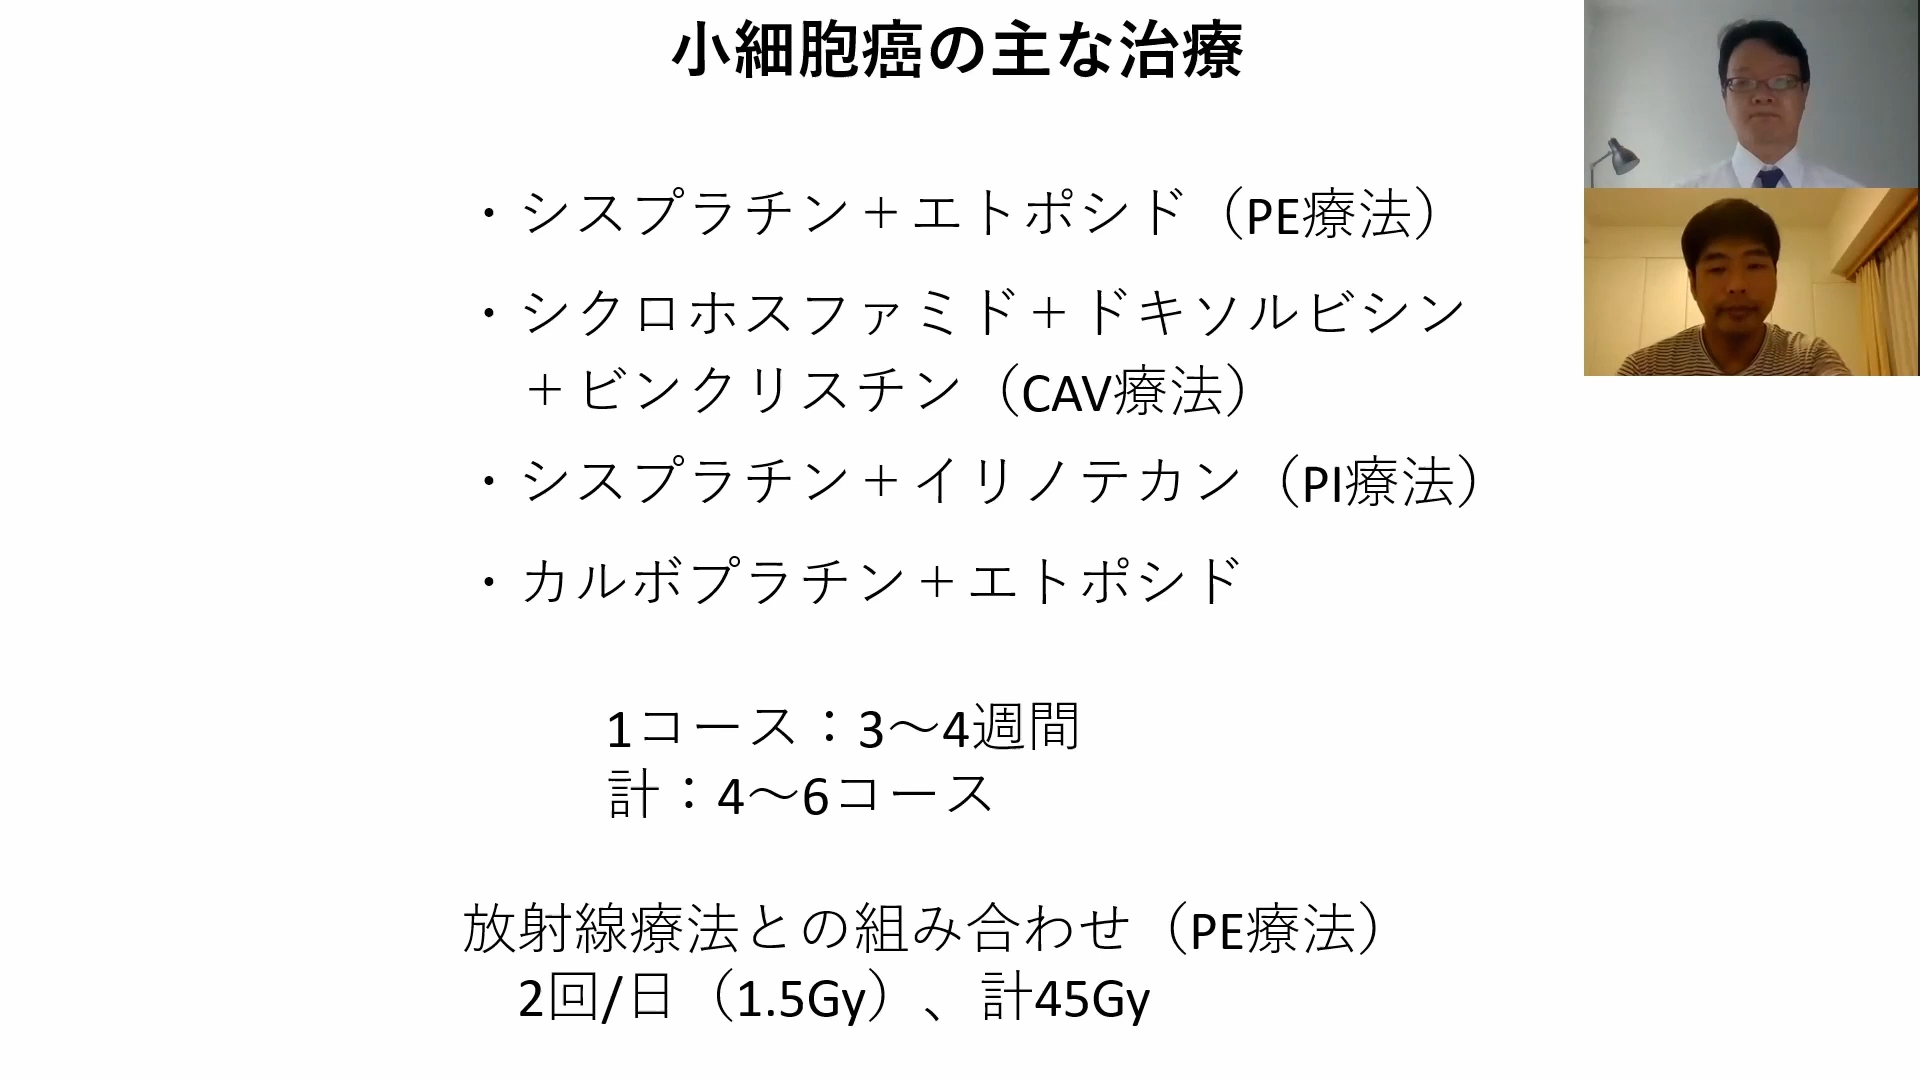 小細胞癌の主な治療
・シスプラチン＋エトポシド（PE療法）
・シクロホスファミド＋ドキソルビシン
＋ビンクリスチン（CAV療法）
・シスプラチン＋イリノテカン（PI療法）
・カルボプラチン＋エトポシド
1コース：3～4週間
計：4～6コース
放射線療法との組み合わせ（PE療法）
2回/日（1.5Gy）、計45Gy